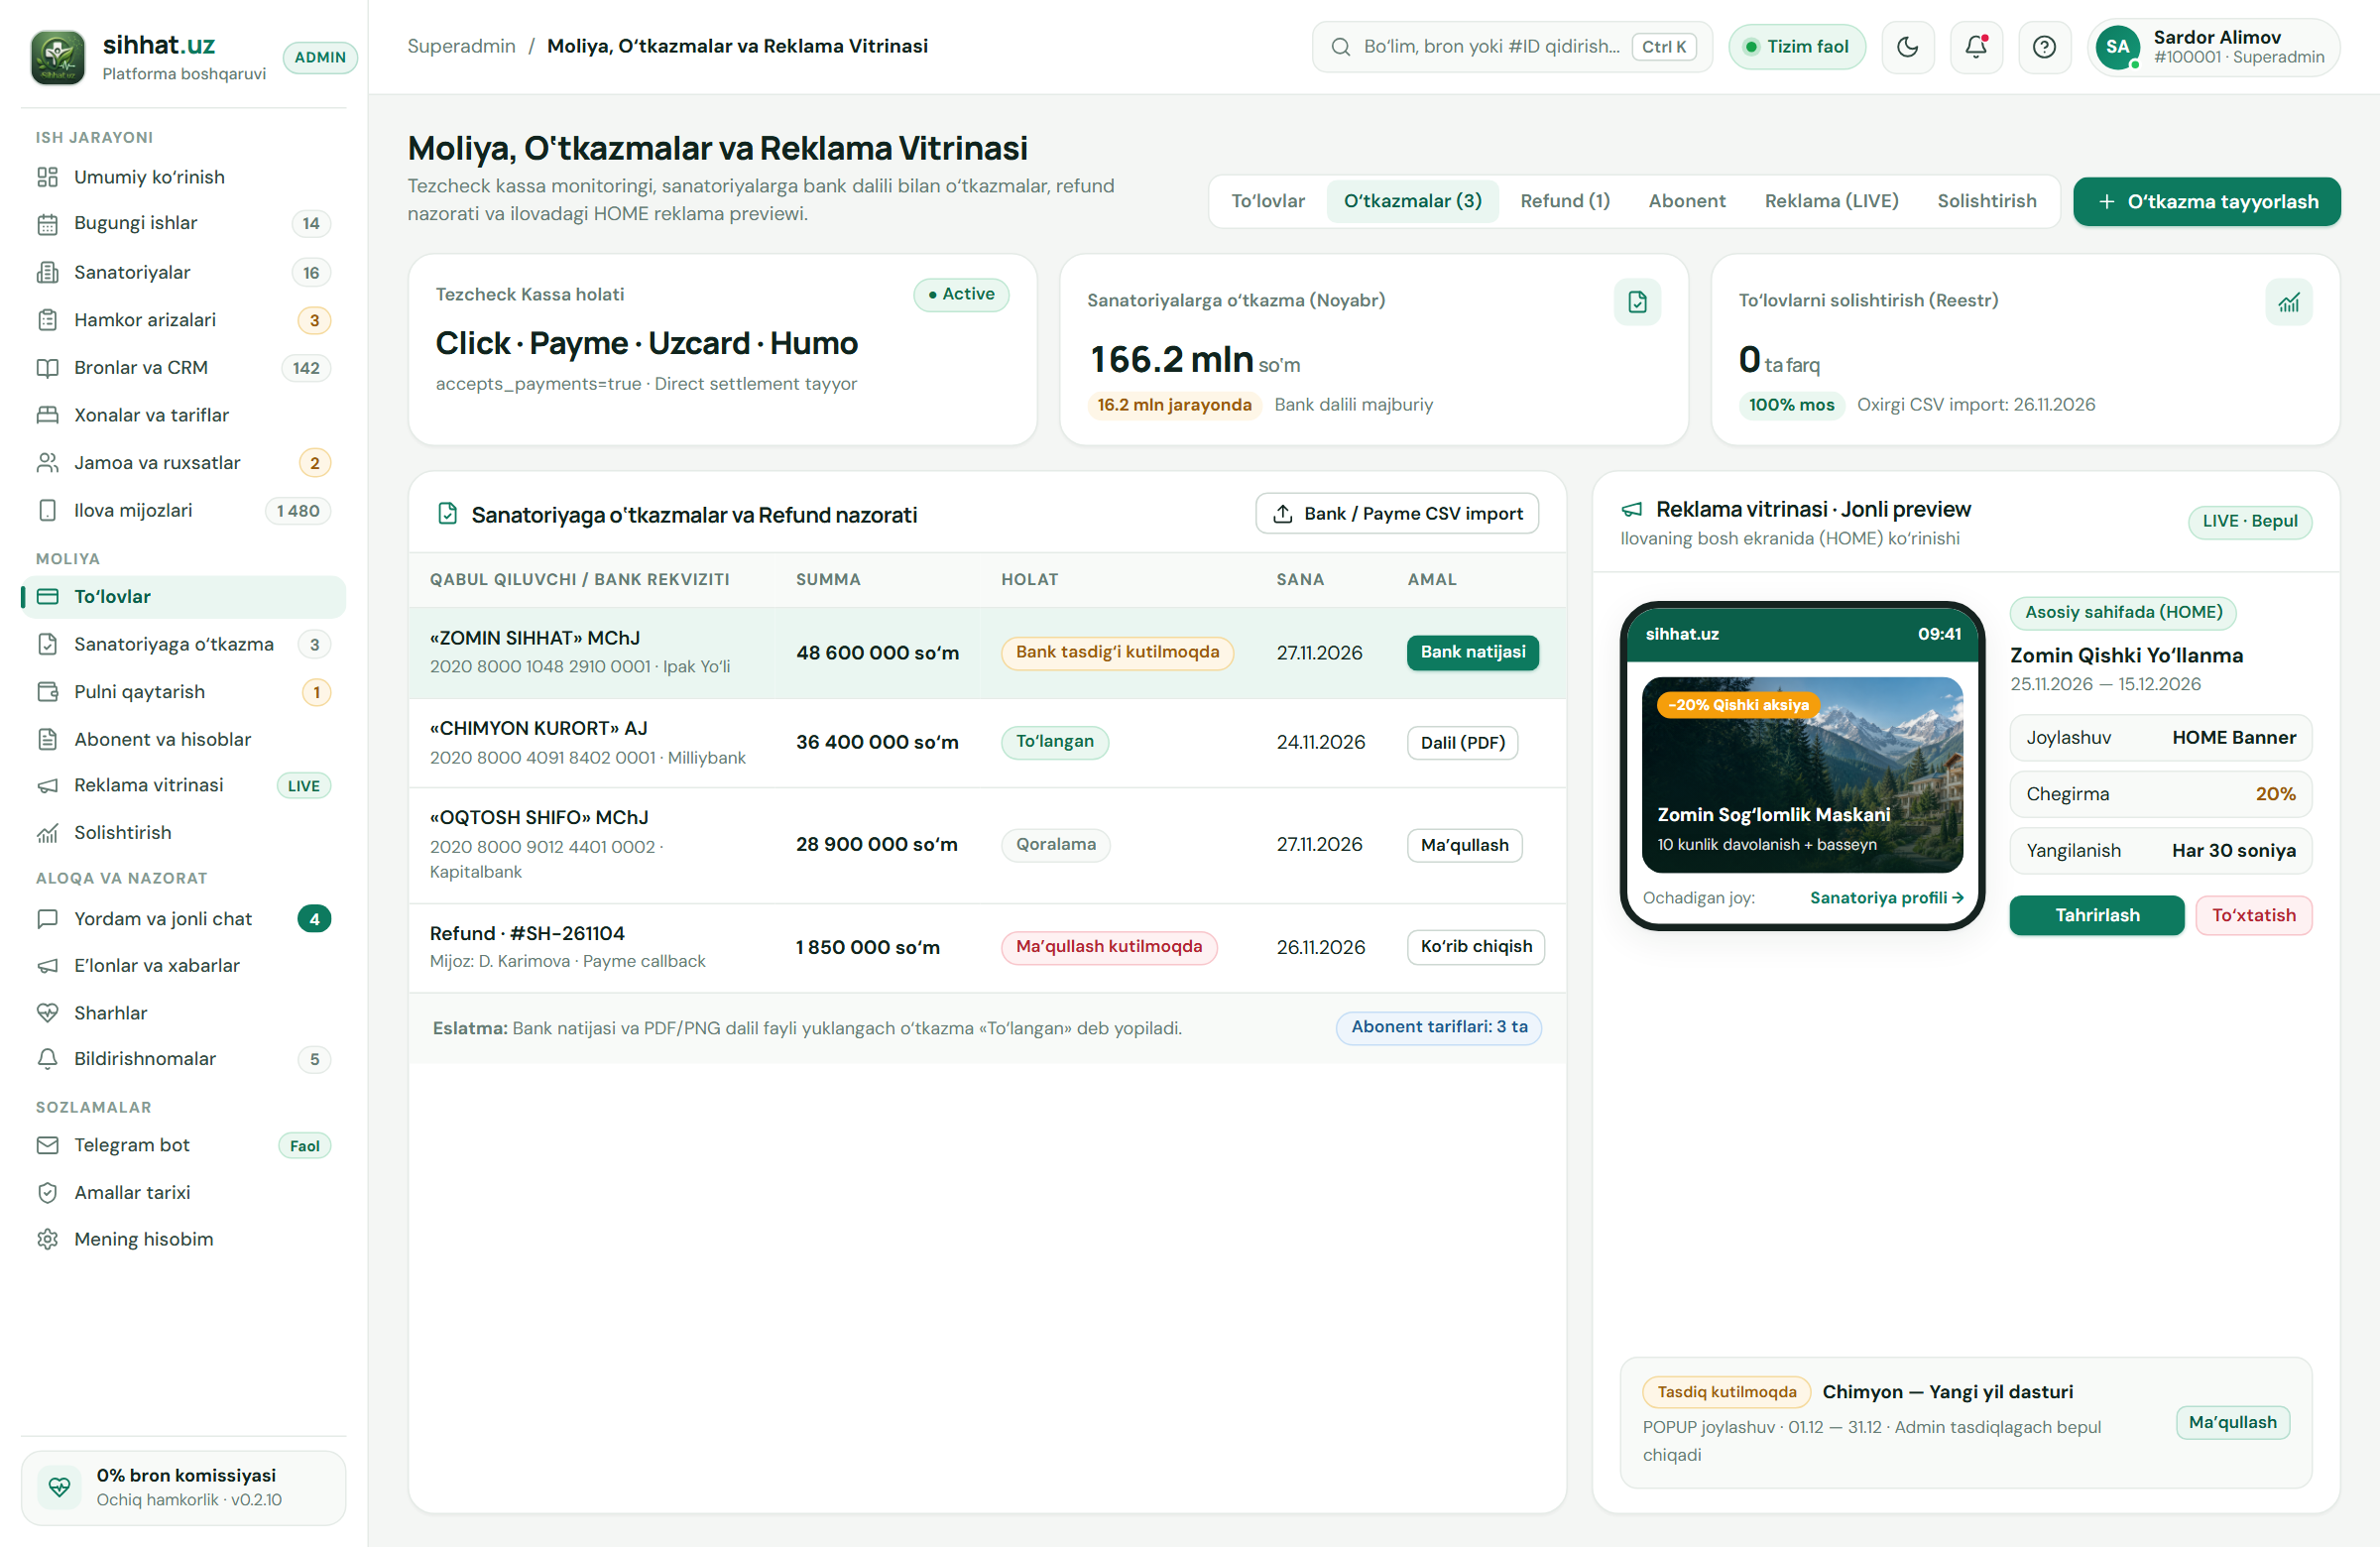 sihhat.uz
Platforma boshqaruvi
ADMIN
ISH JARAYONI
Umumiy ko‘rinish
Bugungi ishlar 14
Sanatoriyalar 16
Hamkor arizalari 3
Bronlar va CRM 142
Xonalar va tariflar
Jamoa va ruxsatlar 2
Ilova mijozlari 1 480
MOLIYA
To‘lovlar
Sanatoriyaga o‘tkazma 3
Pulni qaytarish 1
Abonent va hisoblar
Reklama vitrinasi LIVE
Solishtirish
ALOQA VA NAZORAT
Yordam va jonli chat 4
E’lonlar va xabarlar
Sharhlar
Bildirishnomalar 5
SOZLAMALAR
Telegram bot Faol
Amallar tarixi
Mening hisobim
0% bron komissiyasi
Ochiq hamkorlik · v0.2.10
Superadmin / Moliya, O‘tkazmalar va Reklama Vitrinasi
Bo‘lim, bron yoki #ID qidirish... Ctrl K
Tizim faol
SA
Sardor Alimov
#100001 · Superadmin
Moliya, O‘tkazmalar va Reklama Vitrinasi
Tezcheck kassa monitoringi, sanatoriyalarga bank dalili bilan o‘tkazmalar, refund
nazorati va ilovadagi HOME reklama previewi.
To‘lovlar O‘tkazmalar (3) Refund (1) Abonent Reklama (LIVE) Solishtirish
+ O‘tkazma tayyorlash
Tezcheck Kassa holati
• Active
Click · Payme · Uzcard · Humo
accepts_payments=true · Direct settlement tayyor
Sanatoriyalarga o‘tkazma (Noyabr)
166.2 mln so‘m
16.2 mln jarayonda Bank dalili majburiy
To‘lovlarni solishtirish (Reestr)
0 ta farq
100% mos Oxirgi CSV import: 26.11.2026
Sanatoriyaga o‘tkazmalar va Refund nazorati
Bank / Payme CSV import
QABUL QILUVCHI / BANK REKVIZITI SUMMA HOLAT SANA AMAL
«ZOMIN SIHHAT» MChJ
2020 8000 1048 2910 0001 · Ipak Yo‘li
48 600 000 so‘m Bank tasdig‘i kutilmoqda 27.11.2026 Bank natijasi
«CHIMYON KURORT» AJ
2020 8000 4091 8402 0001 · Milliybank
36 400 000 so‘m To‘langan 24.11.2026 Dalil (PDF)
«OQTOSH SHIFO» MChJ
2020 8000 9012 4401 0002 ·
Kapitalbank
28 900 000 so‘m Qoralama 27.11.2026 Ma’qullash
Refund · #SH-261104
Mijoz: D. Karimova · Payme callback
1 850 000 so‘m Ma’qullash kutilmoqda 26.11.2026 Ko‘rib chiqish
Eslatma: Bank natijasi va PDF/PNG dalil fayli yuklangach o‘tkazma «To‘langan» deb yopiladi.
Abonent tariflari: 3 ta
Reklama vitrinasi · Jonli preview
Ilovaning bosh ekranida (HOME) ko‘rinishi
LIVE · Bepul
sihhat.uz 09:41
-20% Qishki aksiya
Zomin Sog‘lomlik Maskani
10 kunlik davolanish + basseyn
Ochadigan joy: Sanatoriya profili →
Asosiy sahifada (HOME)
Zomin Qishki Yo‘llanma
25.11.2026 — 15.12.2026
Joylashuv HOME Banner
Chegirma 20%
Yangilanish Har 30 soniya
Tahrirlash To‘xtatish
Tasdiq kutilmoqda Chimyon — Yangi yil dasturi
POPUP joylashuv · 01.12 — 31.12 · Admin tasdiqlagach bepul
chiqadi
Ma’qullash